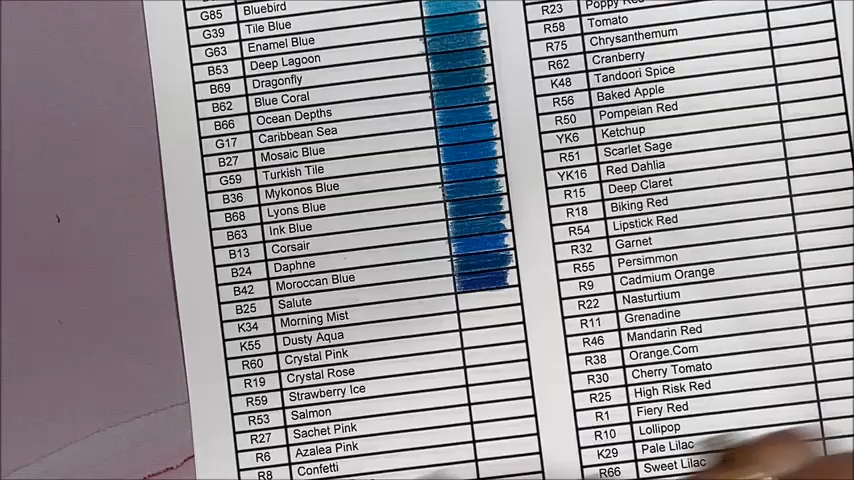 G85 Bluebird
G39 Tile Blue
G63 Enamel Blue
B53 Deep Lagoon
B69 Dragonfly
B62 Blue Coral
B66 Ocean Depths
G17 Caribbean Sea
B27 Mosaic Blue
G59 Turkish Tile
B36 Mykonos Blue
B68 Lyons Blue
B63 Ink Blue
B13 Corsair
B24 Daphne
B42 Moroccan Blue
B25 Salute
K34 Morning Mist
K55 Dusty Aqua
R60 Crystal Pink
R19 Crystal Rose
R59 Strawberry Ice
R53 Salmon
R27 Sachet Pink
R6 Azalea Pink
R8 Confetti
R23 Poppy Red
R58 Tomato
R75 Chrysanthemum
R62 Cranberry
K48 Tandoori Spice
R56 Baked Apple
R50 Pompeian Red
YK6 Ketchup
R51 Scarlet Sage
YK16 Red Dahlia
R15 Deep Claret
R18 Biking Red
R54 Lipstick Red
R32 Garnet
R55 Persimmon
R9 Cadmium Orange
R22 Nasturtium
R11 Grenadine
R46 Mandarin Red
R38 Orange.Com
R30 Cherry Tomato
R25 High Risk Red
R1 Fiery Red
R10 Lollipop
K29 Pale Lilac
R66 Sweet Lilac